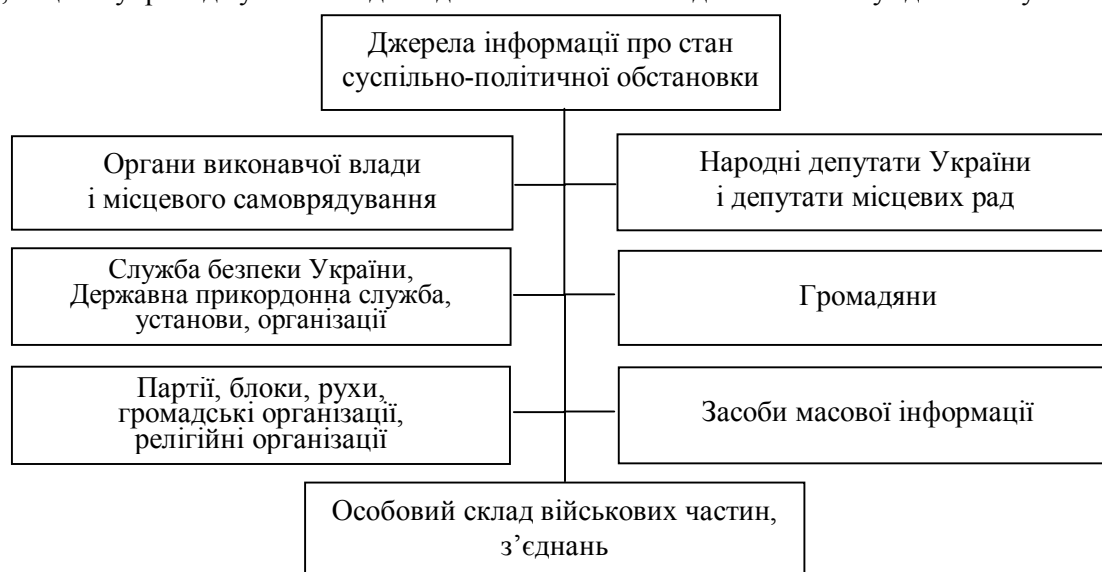 Джерела інформації про стан
суспільно-політичної обстановки
Органи виконавчої влади
і місцевого самоврядування
Народні депутати України
і депутати місцевих рад
Служба безпеки України,
Державна прикордонна служба,
установи, організації
Громадяни
Партії, блоки, рухи,
громадські організації,
релігійні організації
Засоби масової інформації
Особовий склад військових частин,
з’єднань